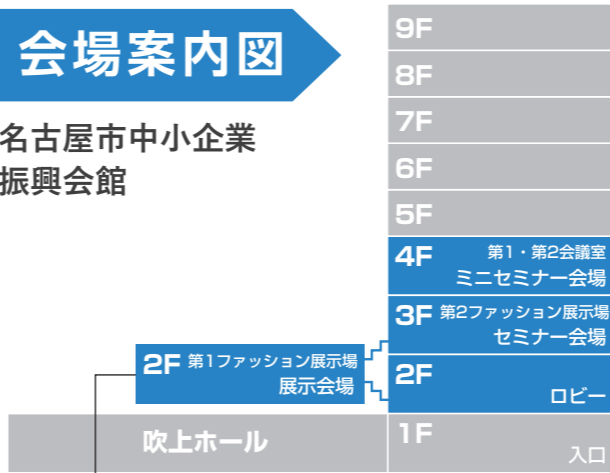 会場案内図
名古屋市中小企業
振興会館
9F
8F
7F
6F
5F
4F 第1・第2会議室
ミニセミナー会場
3F 第2ファッション展示場
セミナー会場
2F 第1ファッション展示場
展示会場
2F
ロビー
吹上ホール
1F
入口